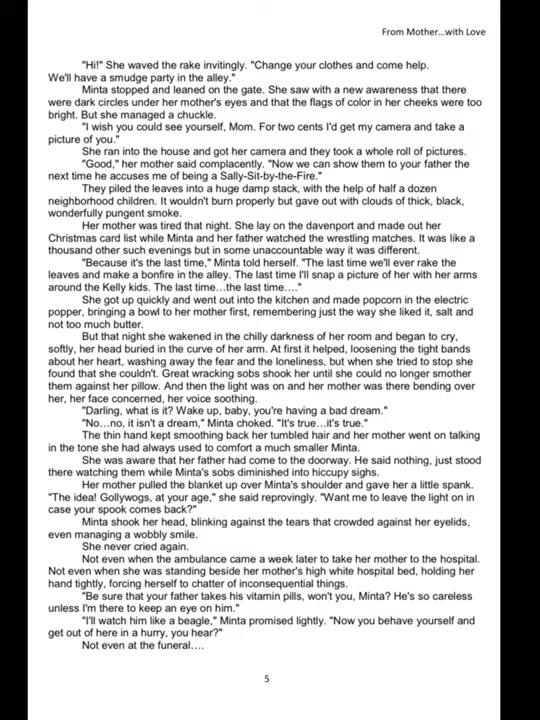 From Mother…with Love
"Hi!" She waved the rake invitingly. "Change your clothes and come help.
We'll have a smudge party in the alley."
Minta stopped and leaned on the gate. She saw with a new awareness that there
were dark circles under her mother's eyes and that the flags of color in her cheeks were too
bright. But she managed a chuckle.
"I wish you could see yourself, Mom. For two cents I'd get my camera and take a
picture of you."
She ran into the house and got her camera and they took a whole roll of pictures.
"Good," her mother said complacently. "Now we can show them to your father the
next time he accuses me of being a Sally-Sit-by-the-Fire."
They piled the leaves into a huge damp stack, with the help of half a dozen
neighborhood children. It wouldn't burn properly but gave out with clouds of thick, black,
wonderfully pungent smoke.
Her mother was tired that night. She lay on the davenport and made out her
Christmas card list while Minta and her father watched the wrestling matches. It was like a
thousand other such evenings but in some unaccountable way it was different.
"Because it's the last time," Minta told herself. "The last time we'll ever rake the
leaves and make a bonfire in the alley. The last time I'll snap a picture of her with her arms
around the Kelly kids. The last time…the last time…."
She got up quickly and went out into the kitchen and made popcorn in the electric
popper, bringing a bowl to her mother first, remembering just the way she liked it, salt and
not too much butter.
But that night she wakened in the chilly darkness of her room and began to cry,
softly, her head buried in the curve of her arm. At first it helped, loosening the tight bands
about her heart, washing away the fear and the loneliness, but when she tried to stop she
found that she couldn't. Great wracking sobs shook her until she could no longer smother
them against her pillow. And then the light was on and her mother was there bending over
her, her face concerned, her voice soothing.
"Darling, what is it? Wake up, baby, you're having a bad dream."
"No…no, it isn't a dream," Minta choked. "It's true…it's true."
The thin hand kept smoothing back her tumbled hair and her mother went on talking
in the tone she had always used to comfort a much smaller Minta.
She was aware that her father had come to the doorway. He said nothing, just stood
there watching them while Minta's sobs diminished into hiccupy sighs.
Her mother pulled the blanket up over Minta's shoulder and gave her a little spank.
"The idea! Gollywogs, at your age," she said reprovingly. "Want me to leave the light on in
case your spook comes back?"
Minta shook her head, blinking against the tears that crowded against her eyelids,
even managing a wobbly smile.
She never cried again.
Not even when the ambulance came a week later to take her mother to the hospital.
Not even when she was standing beside her mother's high white hospital bed, holding her
hand tightly, forcing herself to chatter of inconsequential things.
"Be sure that your father takes his vitamin pills, won't you, Minta? He's so careless
unless I'm there to keep an eye on him."
"I'll watch him like a beagle," Minta promised lightly. "Now you behave yourself and
get out of here in a hurry, you hear?"
Not even at the funeral….
5